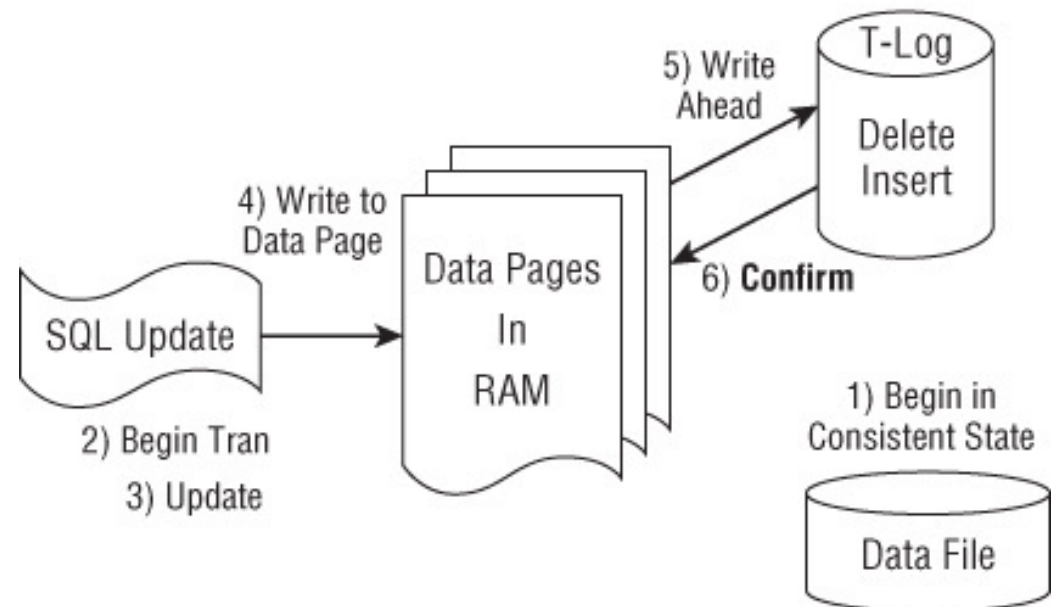 T-Log
Delete
Insert
5) Write
Ahead
4) Write to
Data Page
Data Pages
In
RAM
6) Confirm
SQL Update
2) Begin Tran
3) Update
1) Begin in
Consistent State
Data File